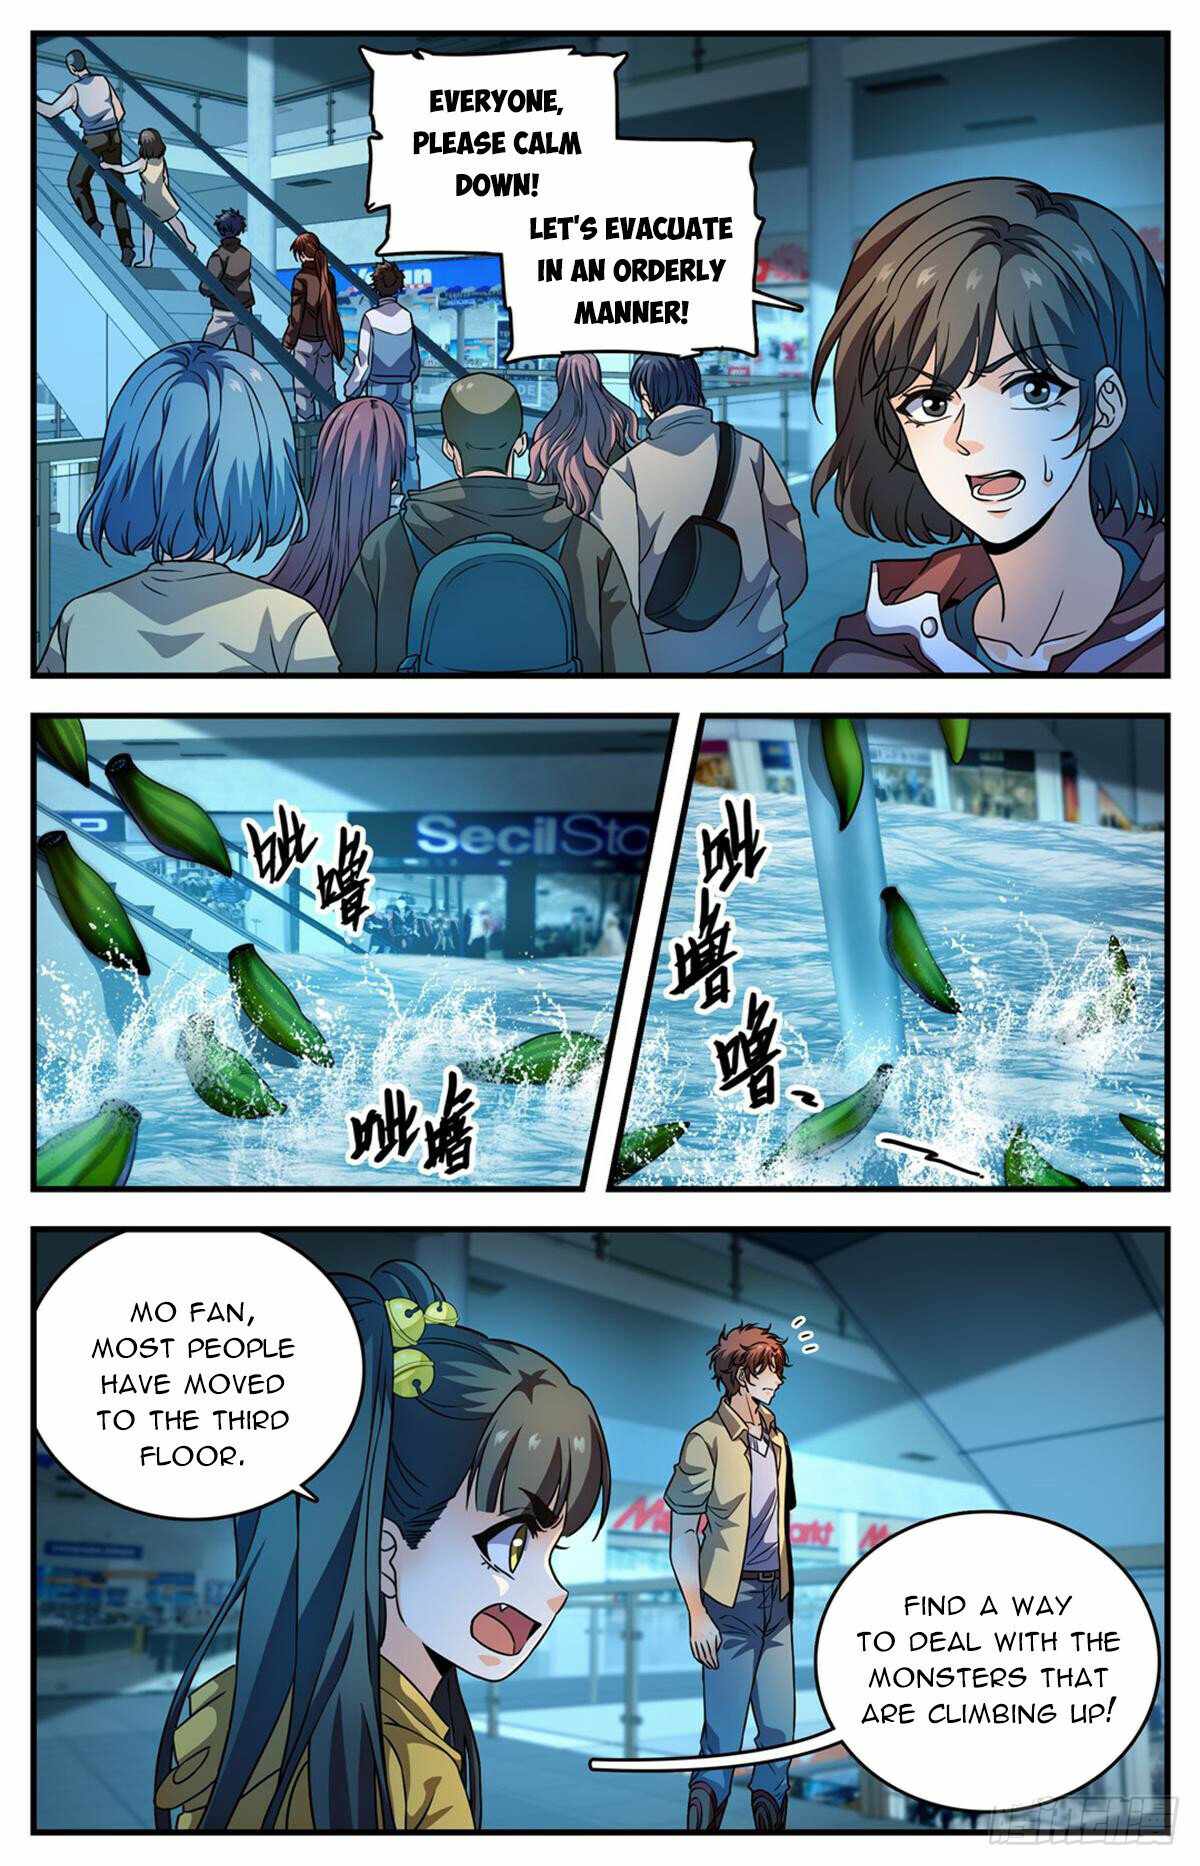 EVERYONE,
PLEASE CALM
DOWN!
LET'S EVACUATE
IN AN ORDERLY
MANNER!
SecilSto
P
呲
噜
呲噜
呲
噜
噜
MO FAN,
MOST PEOPLE
HAVE MOVED
TO THE THIRD
FLOOR.
FIND A WAY
TO DEAL WITH THE
MONSTERS THAT
ARE CLIMBING UP!